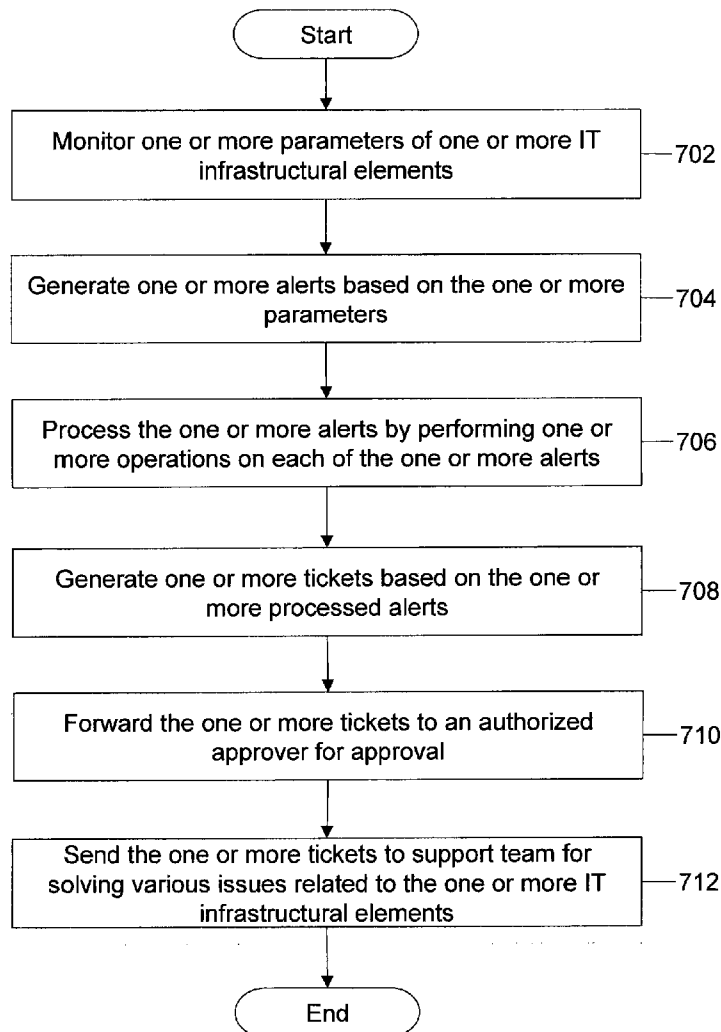 Start
Monitor one or more parameters of one or more IT
infrastructural elements
702
Generate one or more alerts based on the one or more
parameters
704
Process the one or more alerts by performing one or
more operations on each of the one or more alerts
706
Generate one or more tickets based on the one or
more processed alerts
708
Forward the one or more tickets to an authorized
approver for approval
710
Send the one or more tickets to support team for
solving various issues related to the one or more IT
infrastructural elements
712
End